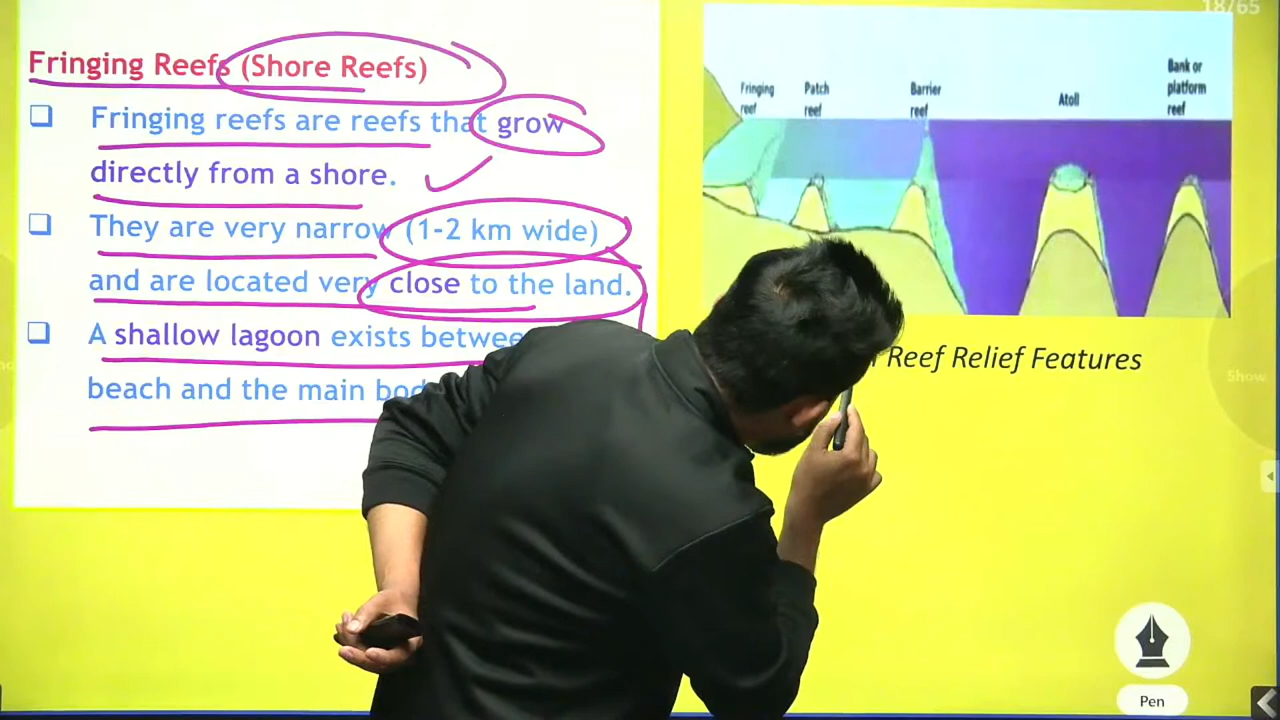 18/65
Fringing Reefs (Shore Reefs)
Fringing reefs are reefs that grow
directly from a shore.
They are very narrow (1-2 km wide)
and are located very close to the land.
A shallow lagoon exists
beach and the main
Fringing
reef
Patch
reef
Barrier
reef
Atoll
Bank or
platform
reef
Reef Relief Features
Show
Pen